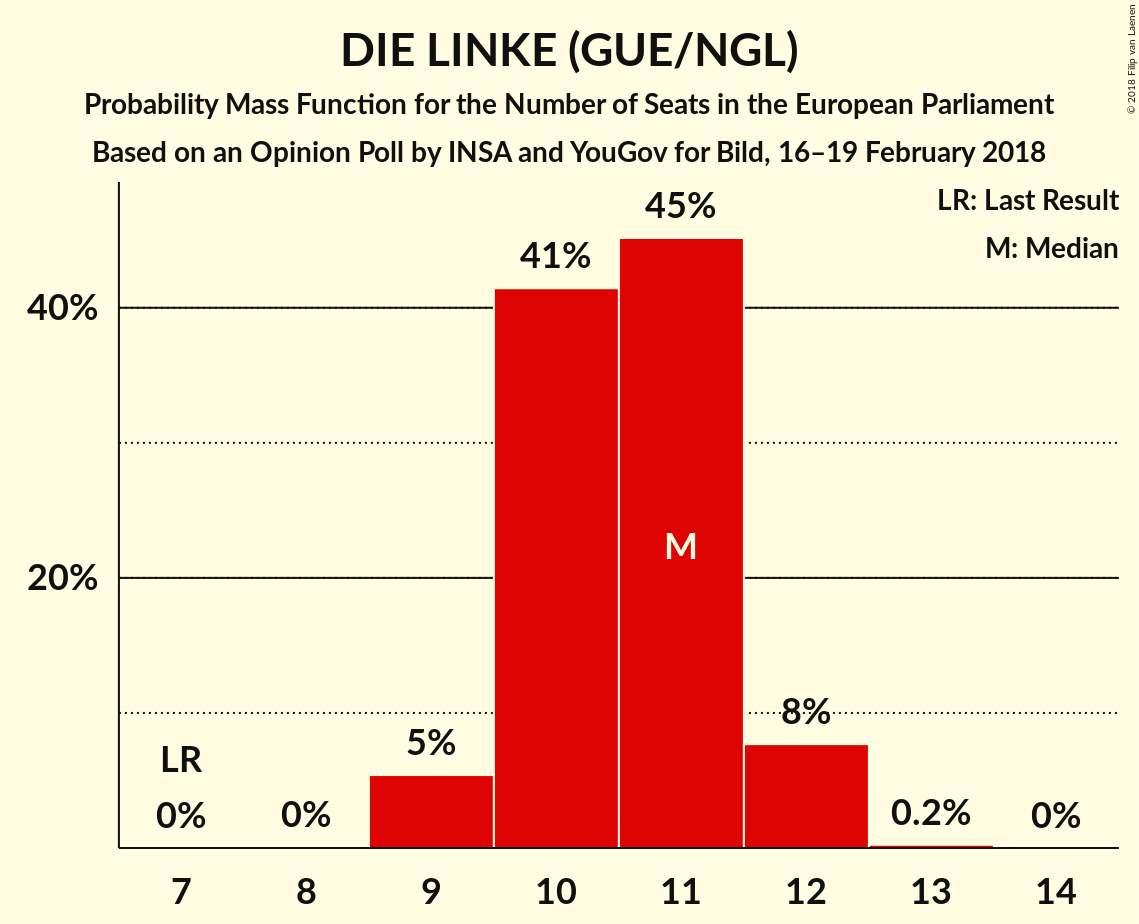 DIE LINKE (GUE/NGL)
Probability Mass Function for the Number of Seats in the European Parliament
Based on an Opinion Poll by INSA and YouGov for Bild, 16–19 February 2018
© 2018 Filip van Laenen
LR: Last Result
M: Median
45%
41%
40%
M
20%
8%
5%
LR
0%
0%
0.2%
0%
7 8 9 10 11 12 13 14